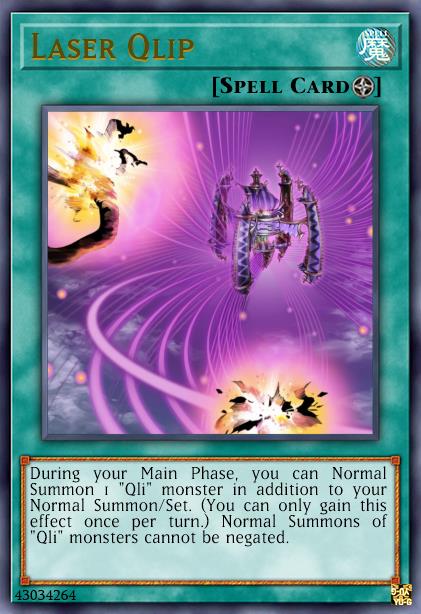 Laser Qlip
SPELL
魔
[Spell Card]
During your Main Phase, you can Normal
Summon 1 "Qli" monster in addition to your
Normal Summon/Set. (You can only gain this
effect once per turn.) Normal Summons of
"Qli" monsters cannot be negated.
43034264